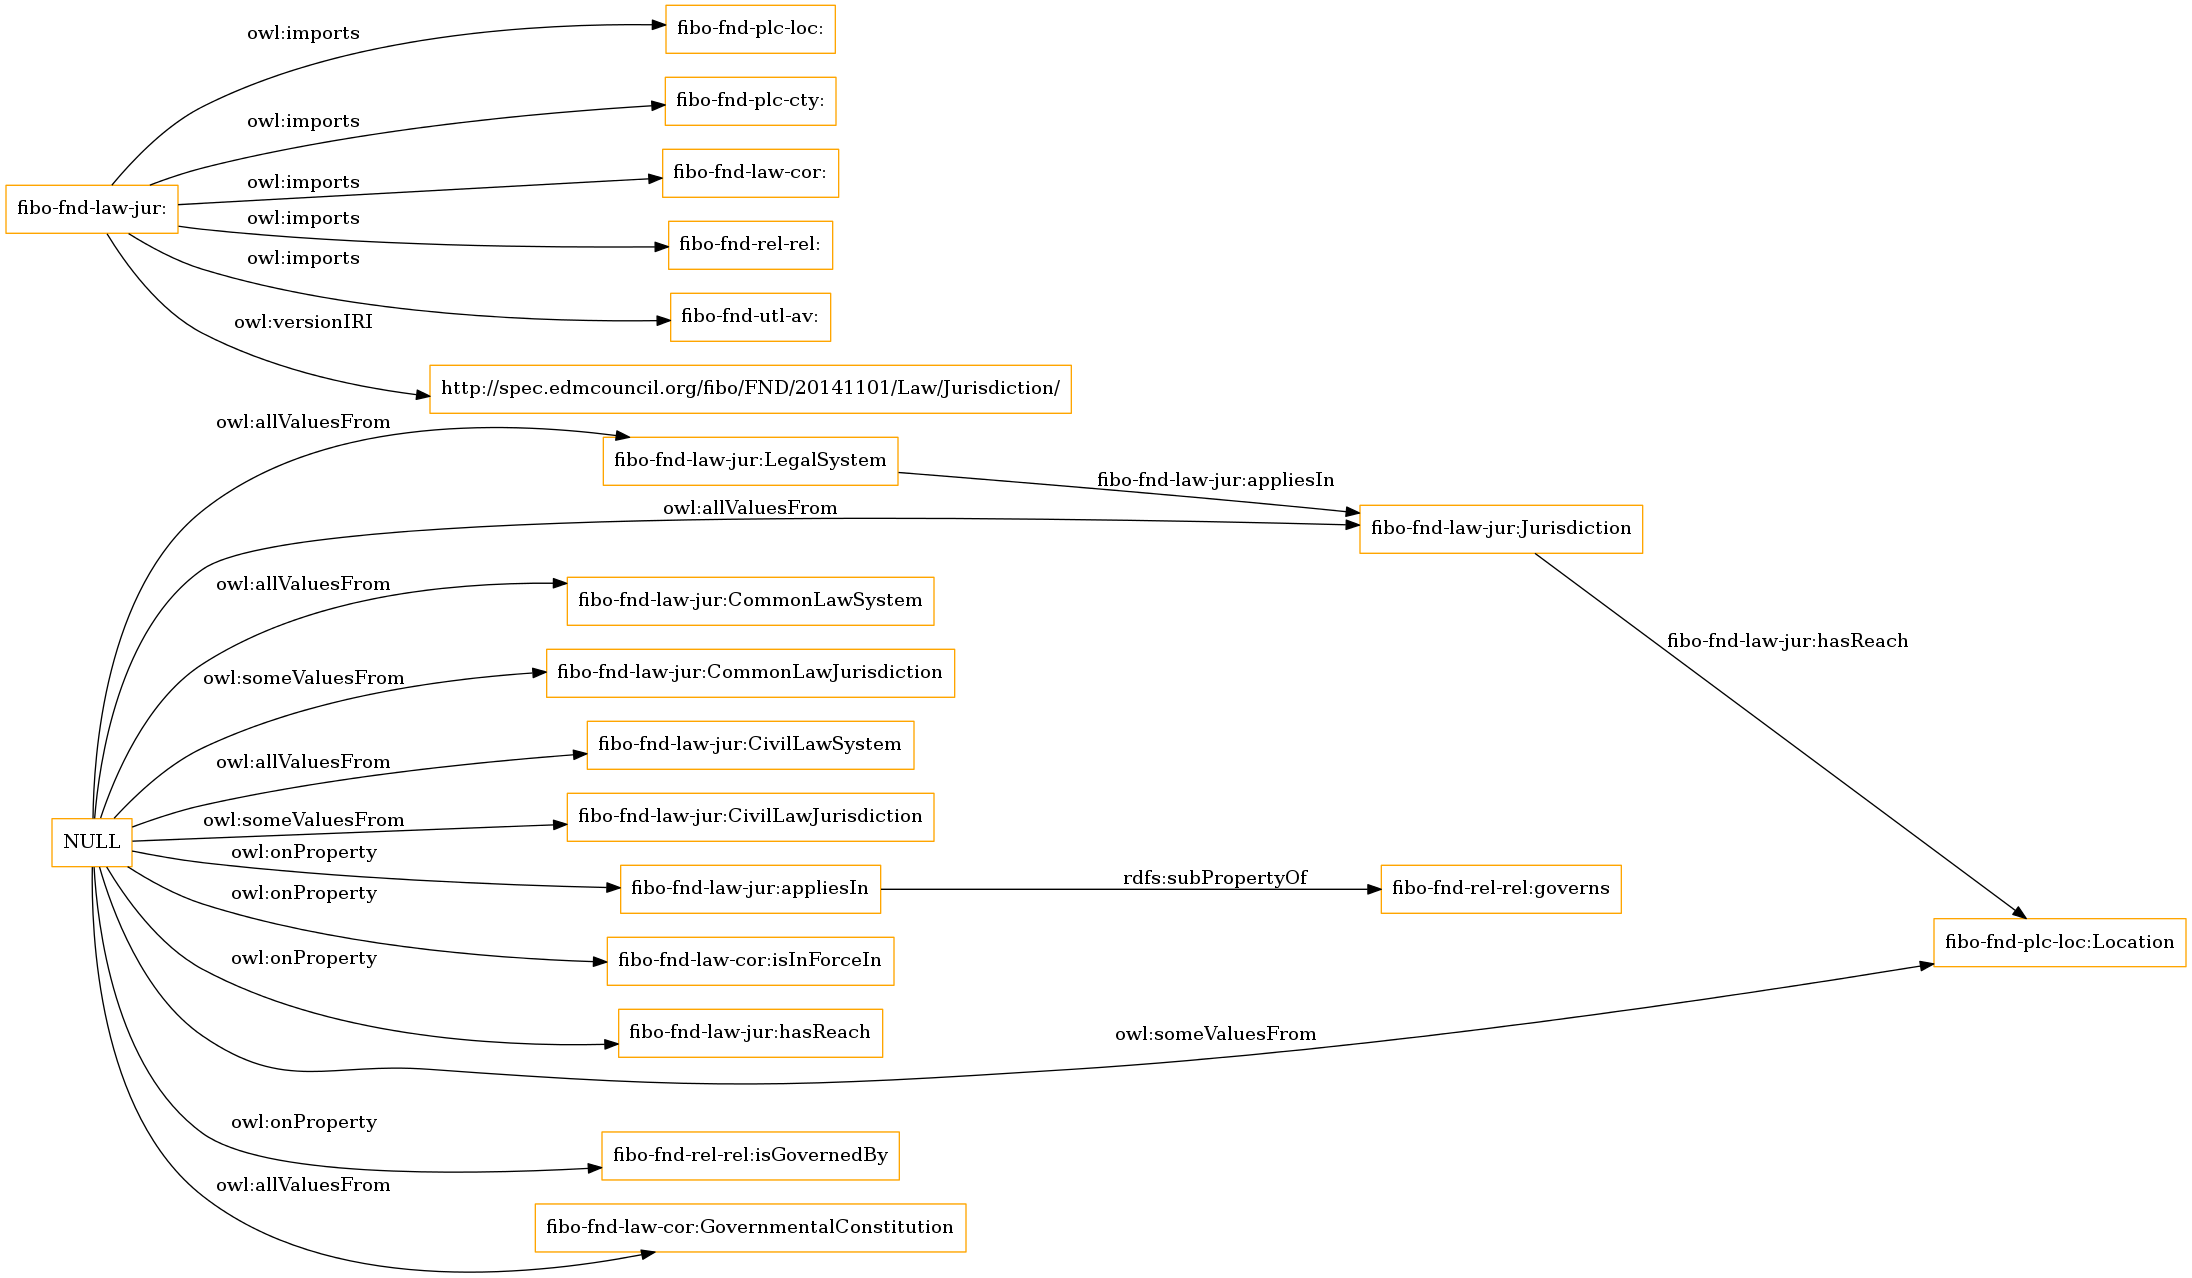 owl:imports
fibo-fnd-plc-loc:
owl:imports
fibo-fnd-plc-cty:
owl:imports
fibo-fnd-law-cor:
fibo-fnd-law-jur:
owl:imports
fibo-fnd-rel-rel:
owl:imports
fibo-fnd-utl-av:
owl:versionIRI
http://spec.edmcouncil.org/fibo/FND/20141101/Law/Jurisdiction/
owl:allValuesFrom
fibo-fnd-law-jur:LegalSystem
fibo-fnd-law-jur:appliesIn
owl:allValuesFrom
fibo-fnd-law-jur:Jurisdiction
owl:allValuesFrom
fibo-fnd-law-jur:CommonLawSystem
fibo-fnd-law-jur:hasReach
owl:someValuesFrom
fibo-fnd-law-jur:CommonLawJurisdiction
owl:allValuesFrom
fibo-fnd-law-jur:CivilLawSystem
owl:someValuesFrom
fibo-fnd-law-jur:CivilLawJurisdiction
NULL
owl:onProperty
fibo-fnd-law-jur:appliesIn
rdfs:subPropertyOf
fibo-fnd-rel-rel:governs
owl:onProperty
fibo-fnd-law-cor:isInForceIn
fibo-fnd-plc-loc:Location
owl:onProperty
fibo-fnd-law-jur:hasReach
owl:someValuesFrom
owl:onProperty
fibo-fnd-rel-rel:isGovernedBy
owl:allValuesFrom
fibo-fnd-law-cor:GovernmentalConstitution